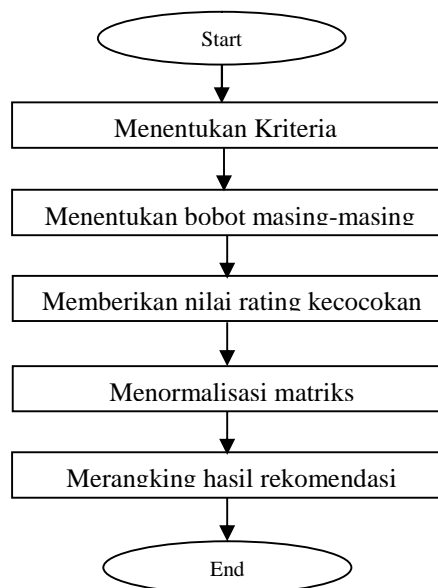 Start
Menentukan Kriteria
Menentukan bobot masing-masing
Memberikan nilai rating kecocokan
Menormalisasi matriks
Merangking hasil rekomendasi
End